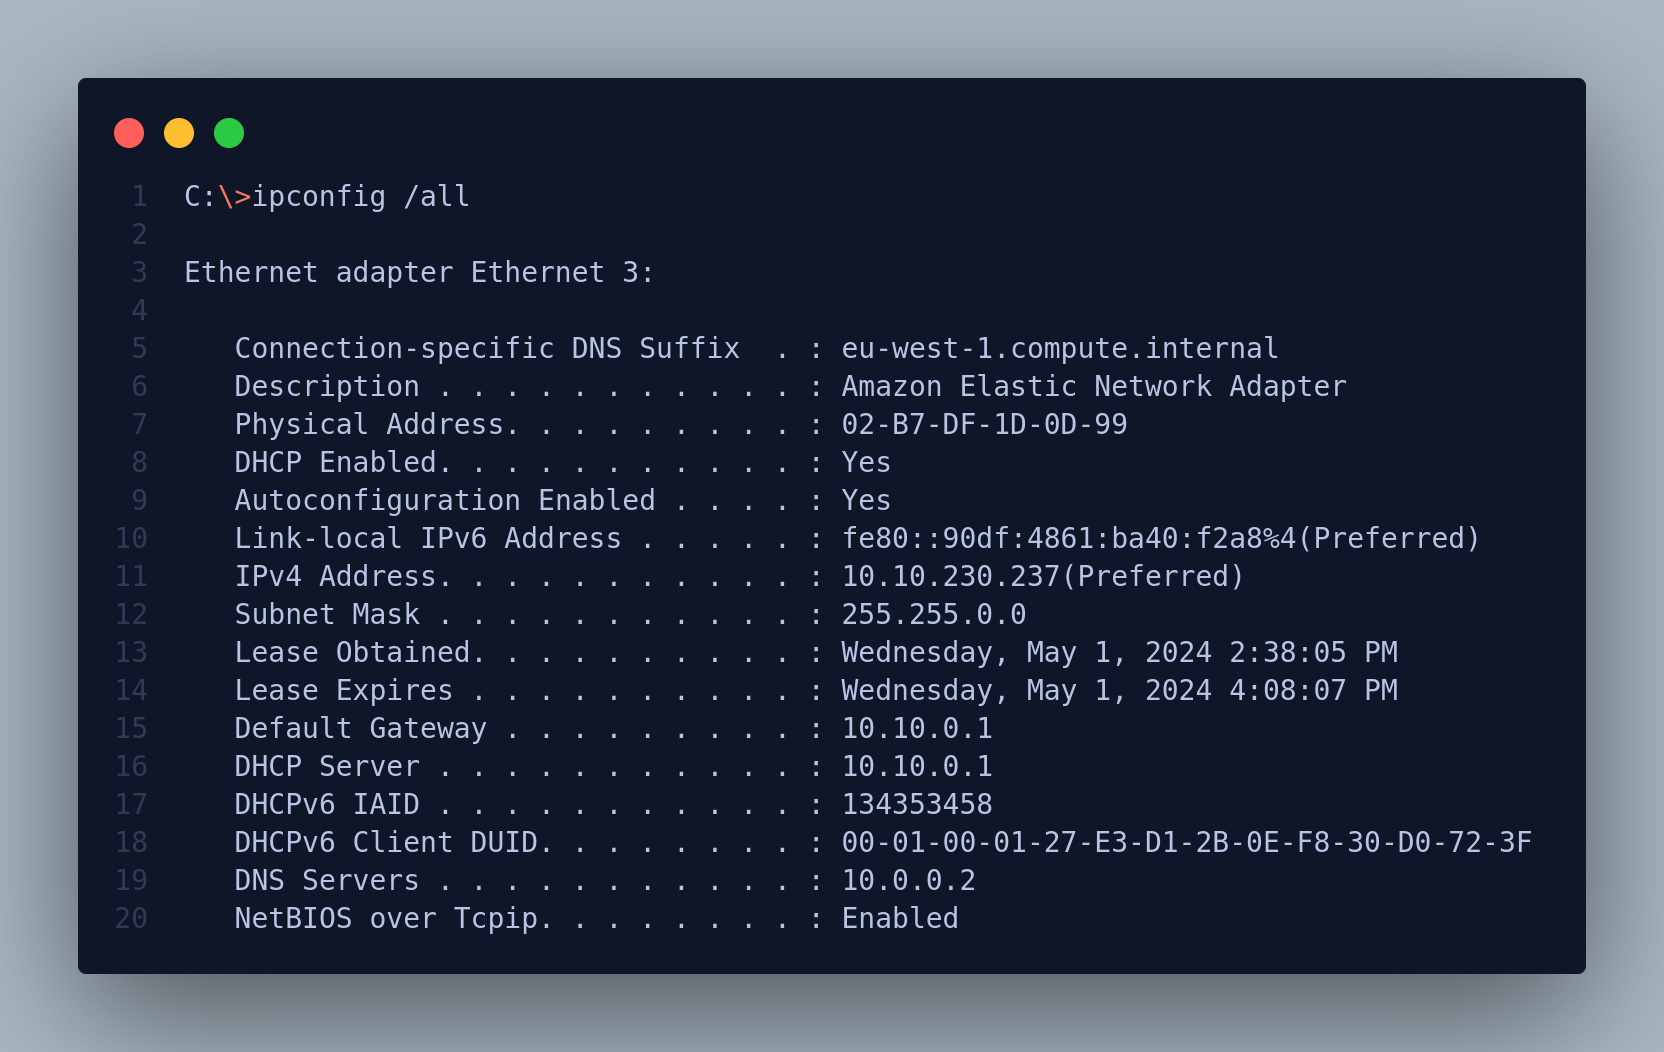 1 C:\>ipconfig /all
2
3 Ethernet adapter Ethernet 3:
4
5    Connection-specific DNS Suffix  . : eu-west-1.compute.internal
6    Description . . . . . . . . . . . : Amazon Elastic Network Adapter
7    Physical Address. . . . . . . . . : 02-B7-DF-1D-0D-99
8    DHCP Enabled. . . . . . . . . . . : Yes
9    Autoconfiguration Enabled . . . . : Yes
10    Link-local IPv6 Address . . . . . : fe80::90df:4861:ba40:f2a8%4(Preferred)
11    IPv4 Address. . . . . . . . . . . : 10.10.230.237(Preferred)
12    Subnet Mask . . . . . . . . . . . : 255.255.0.0
13    Lease Obtained. . . . . . . . . . : Wednesday, May 1, 2024 2:38:05 PM
14    Lease Expires . . . . . . . . . . : Wednesday, May 1, 2024 4:08:07 PM
15    Default Gateway . . . . . . . . . : 10.10.0.1
16    DHCP Server . . . . . . . . . . . : 10.10.0.1
17    DHCPv6 IAID . . . . . . . . . . . : 134353458
18    DHCPv6 Client DUID. . . . . . . . : 00-01-00-01-27-E3-D1-2B-0E-F8-30-D0-72-3F
19    DNS Servers . . . . . . . . . . . : 10.0.0.2
20    NetBIOS over Tcpip. . . . . . . . : Enabled